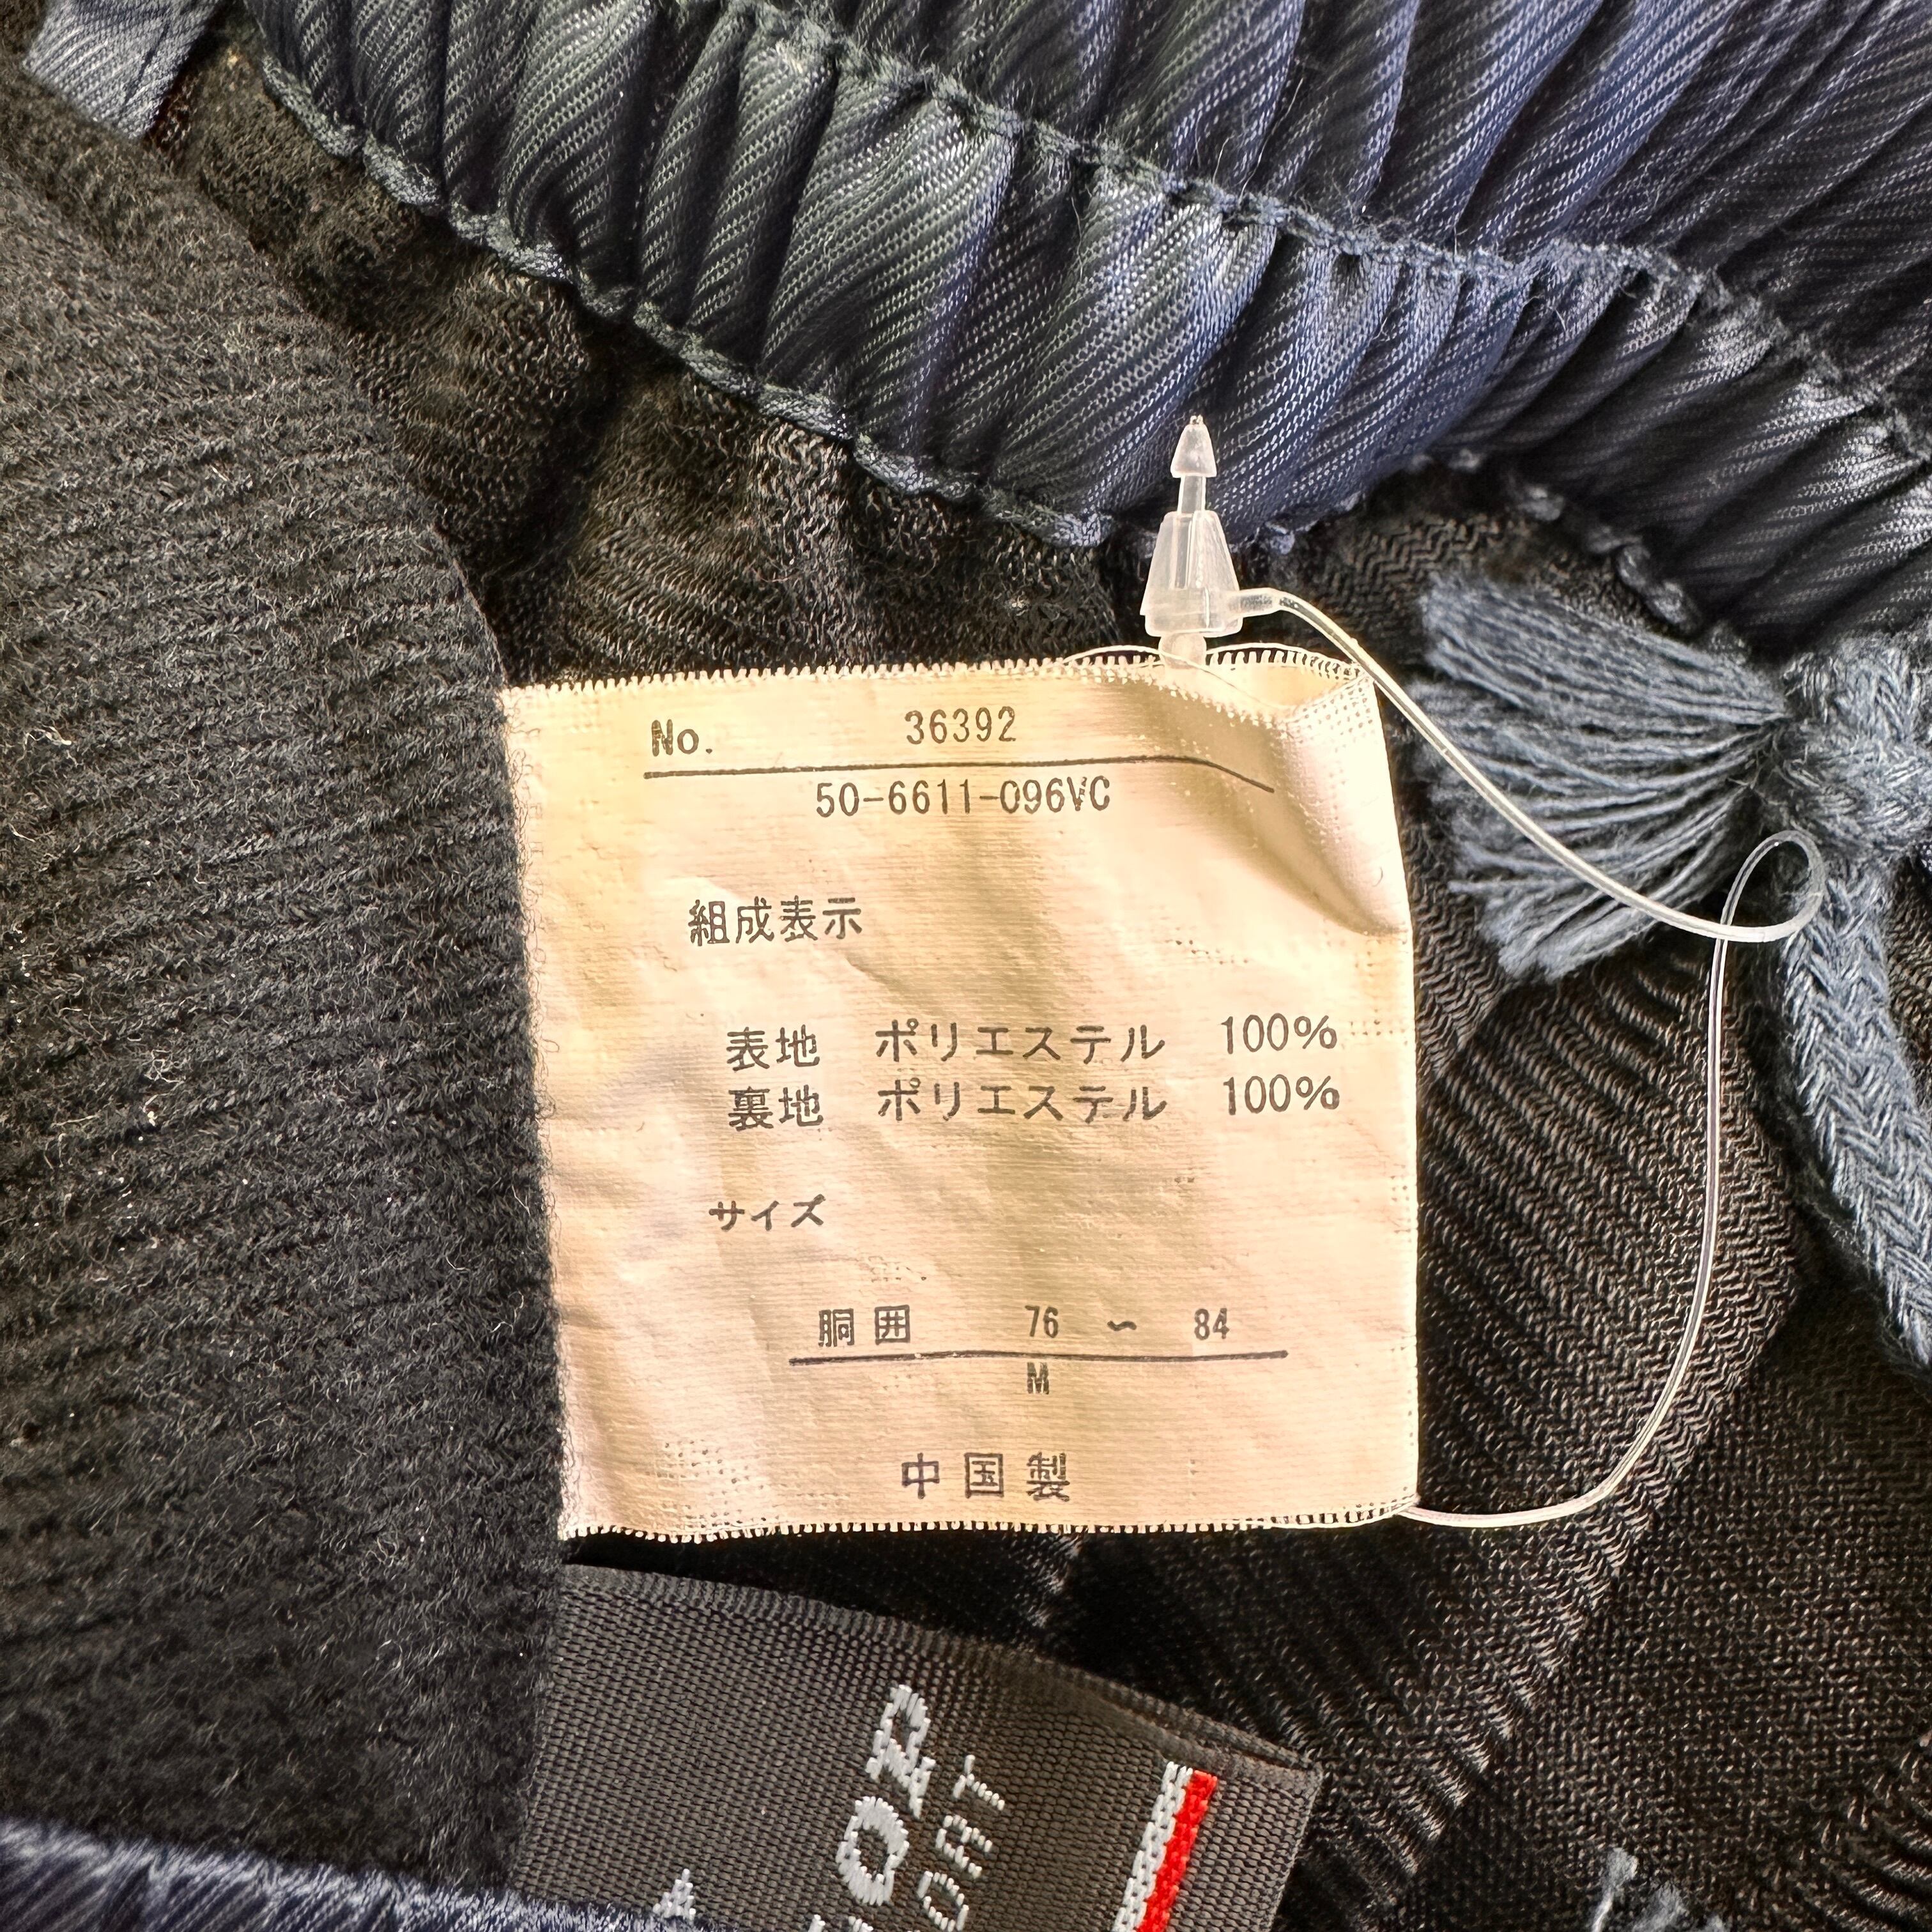 No. 36392
50-6611-096VC
組成表示
表地 ポリエステル 100%
裏地 ポリエステル 100%
サイズ
胴囲 76 ～ 84
M
中国製